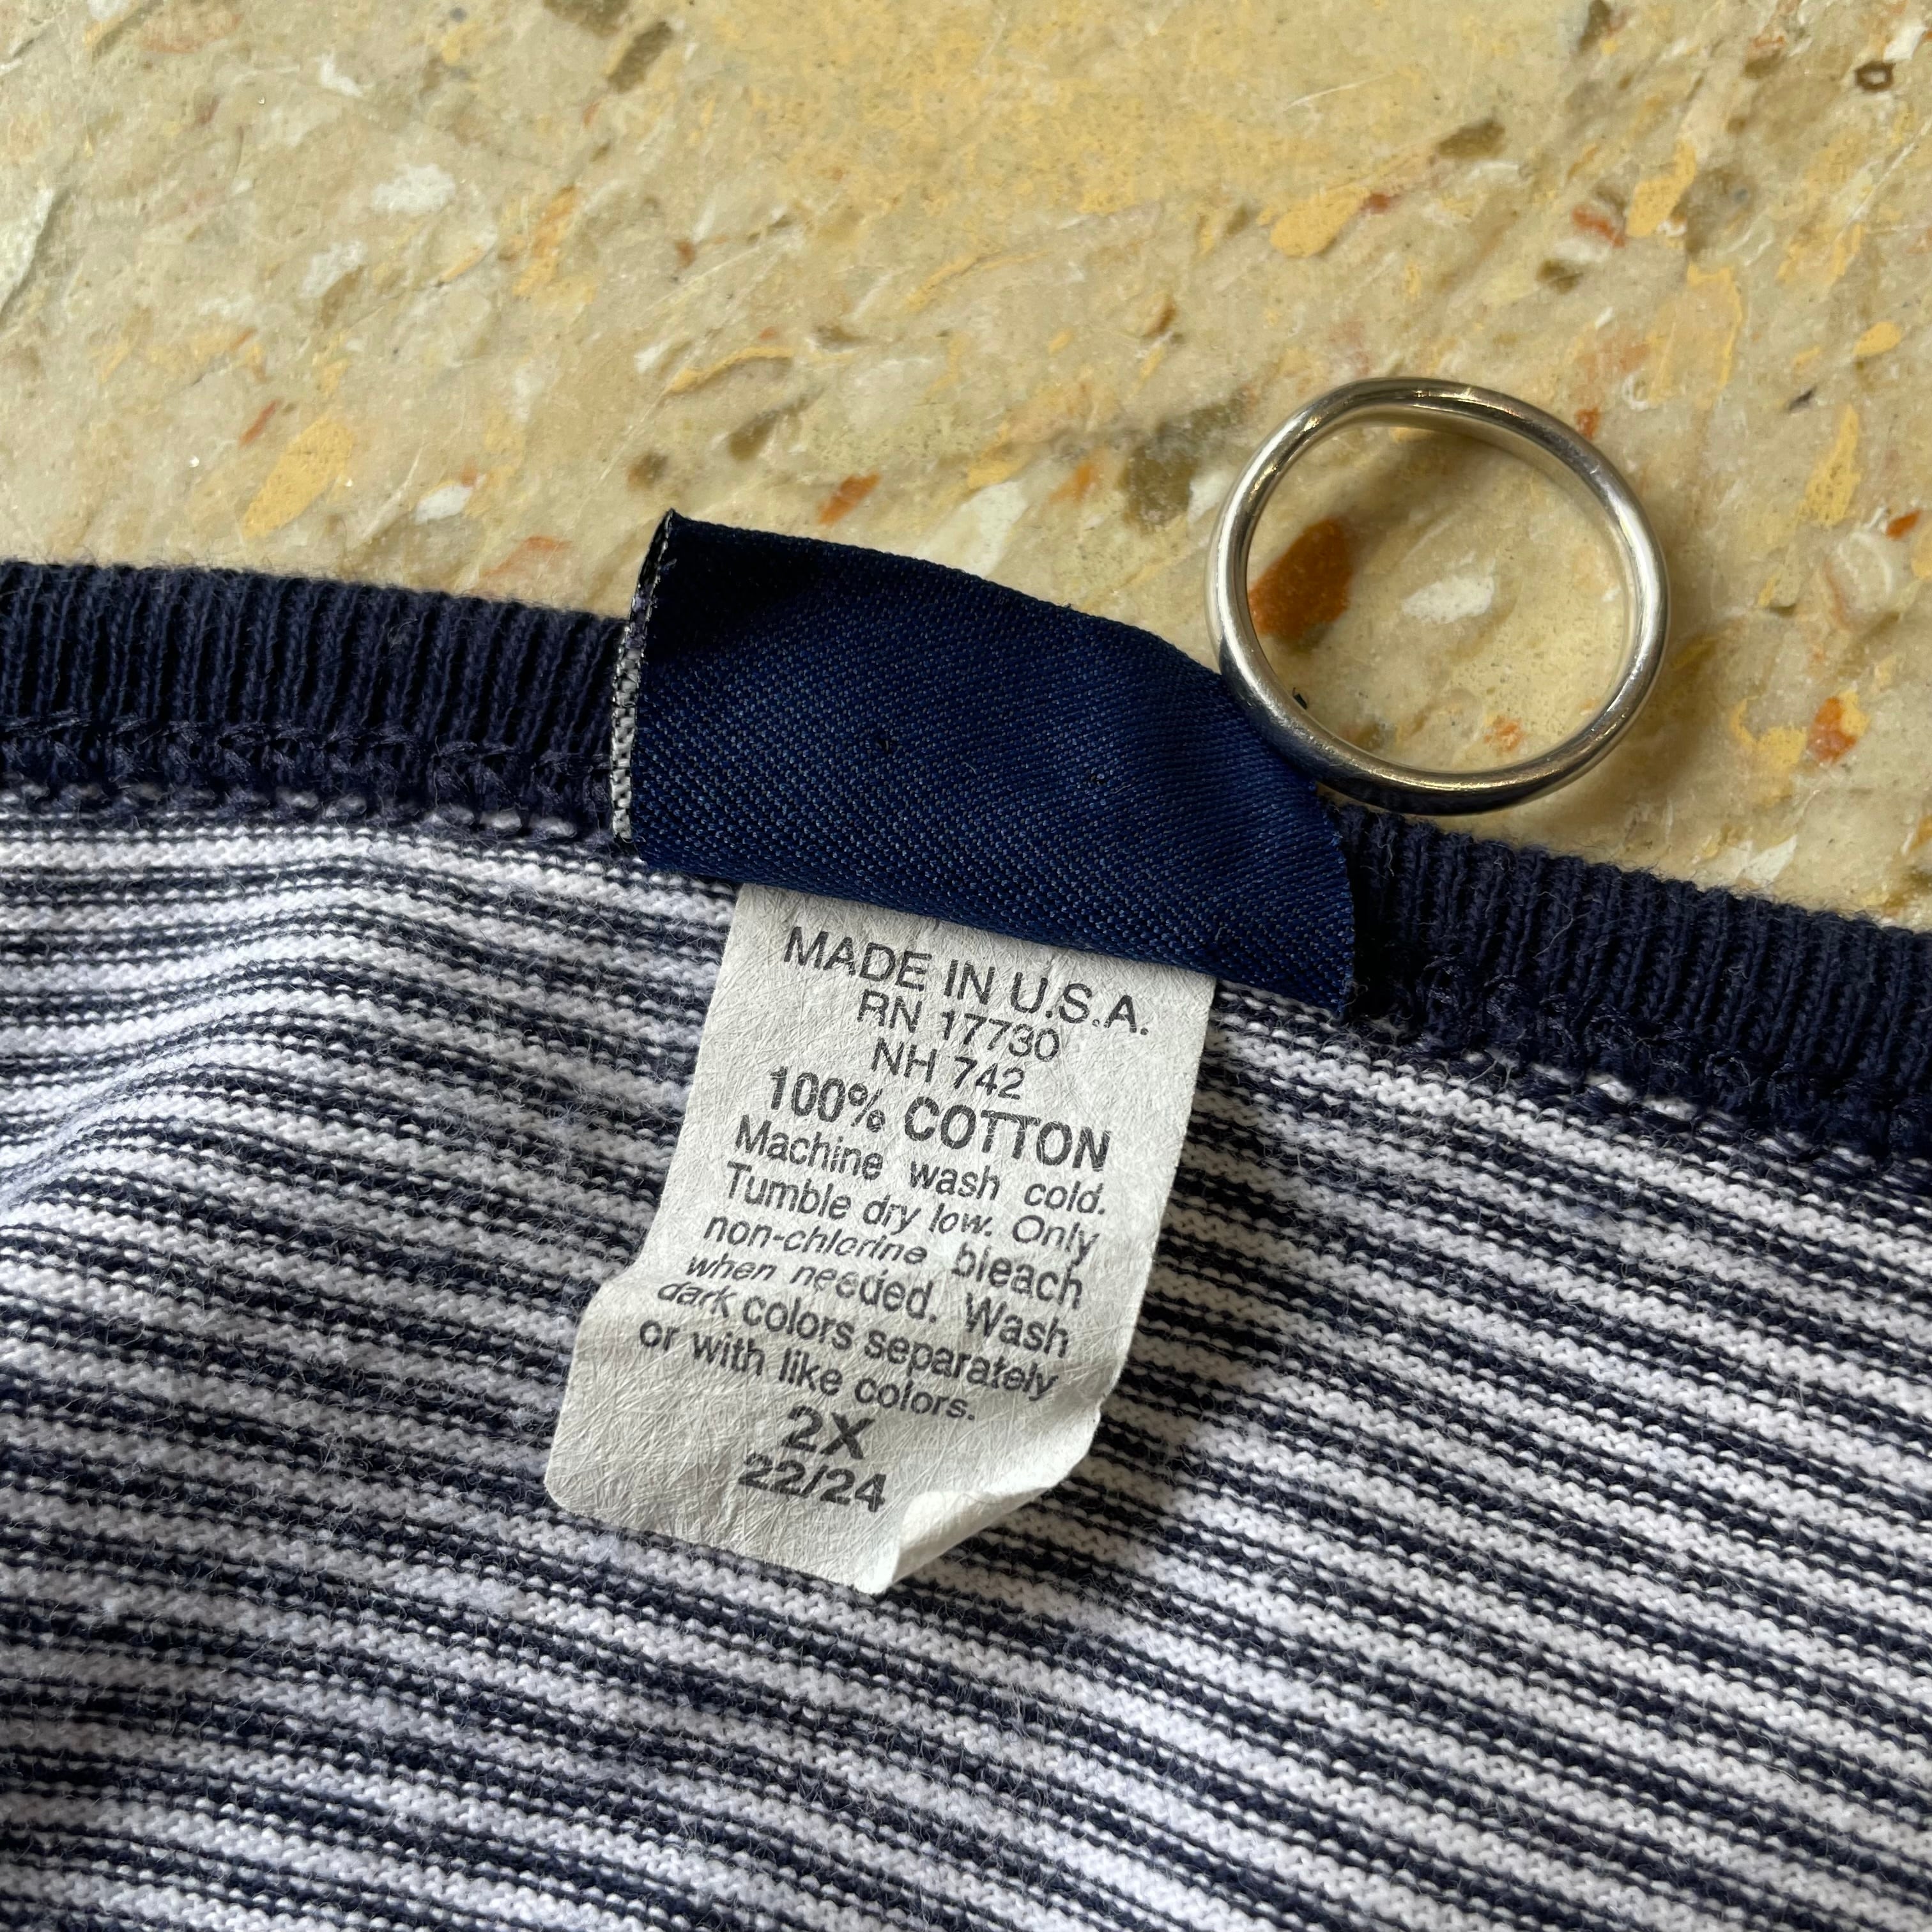 MADE IN U.S.A.
RN 17730
NH 742
100% COTTON
Machine wash cold.
Tumble dry low. Only
non-chlorine bleach
when needed. Wash
dark colors separately
or with like colors.
2X
22/24